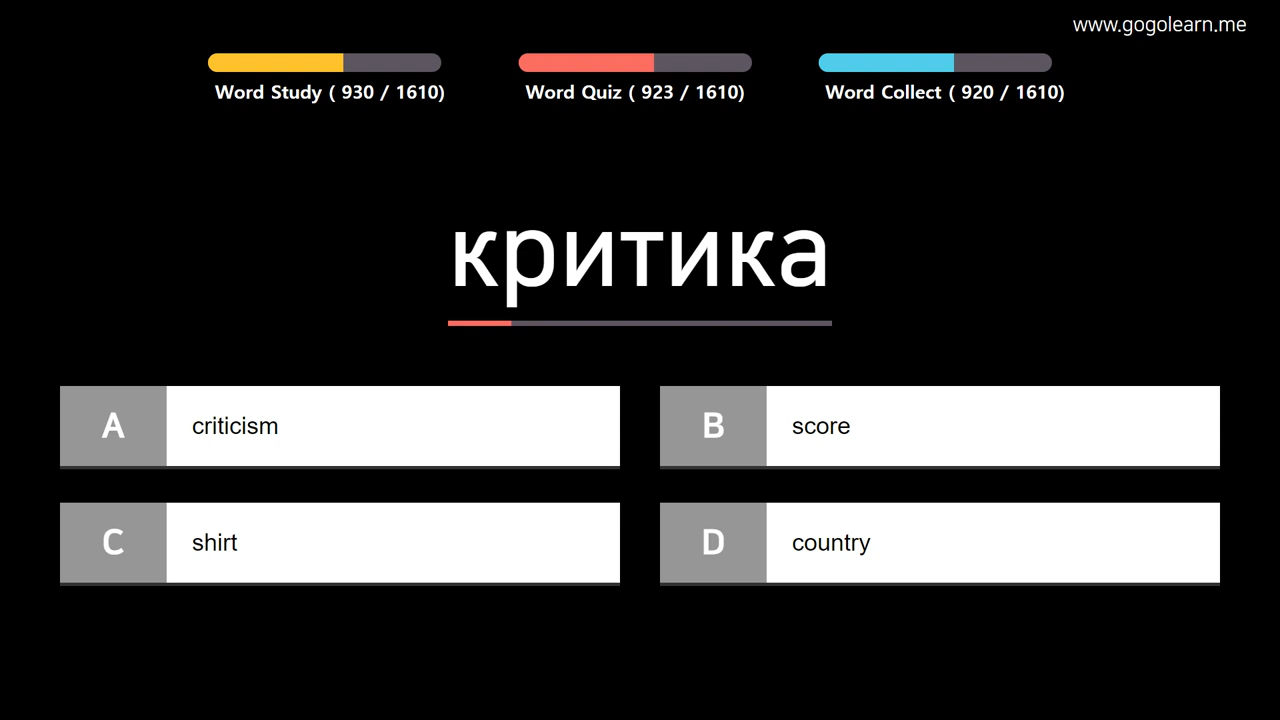 www.gogolearn.me
Word Study ( 930 / 1610)
Word Quiz ( 923 / 1610)
Word Collect ( 920 / 1610)
критика
A criticism
B score
C shirt
D country